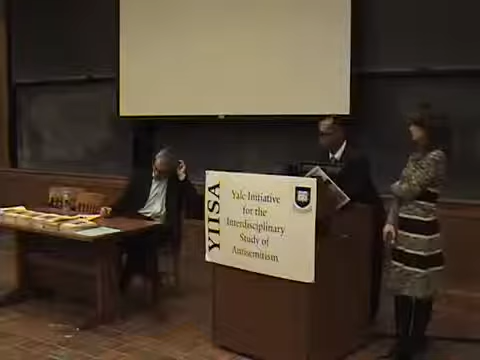 YIISA
Yale Initiative
for the
Interdisciplinary
Study of
Antisemitism